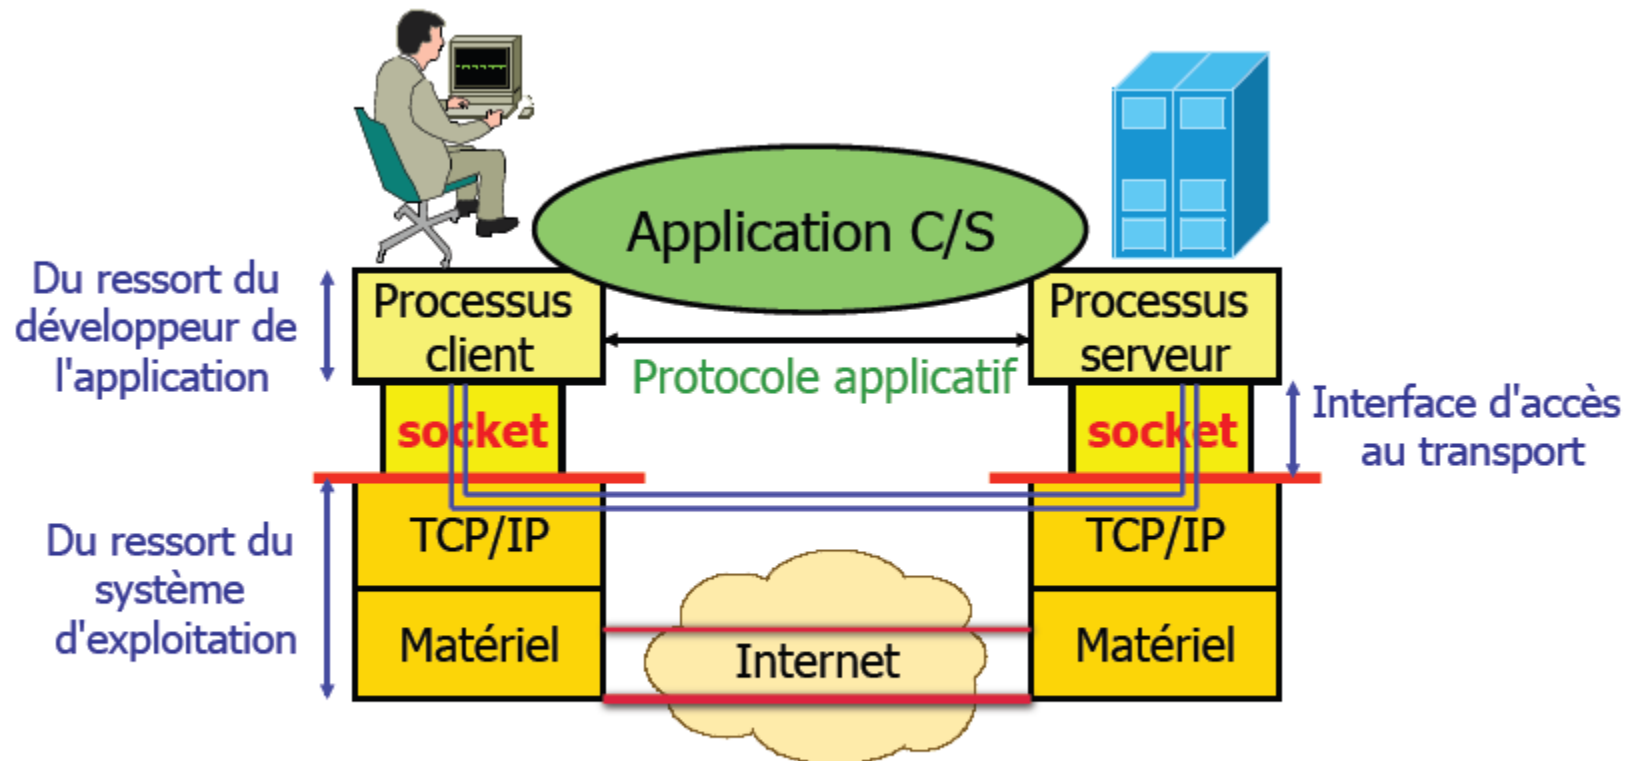 Application C/S
Du ressort du
développeur de
l'application
Processus
client
Protocole applicatif
Processus
serveur
socket
socket
Interface d'accès
au transport
Du ressort du
système
d'exploitation
TCP/IP
TCP/IP
Matériel
Internet
Matériel